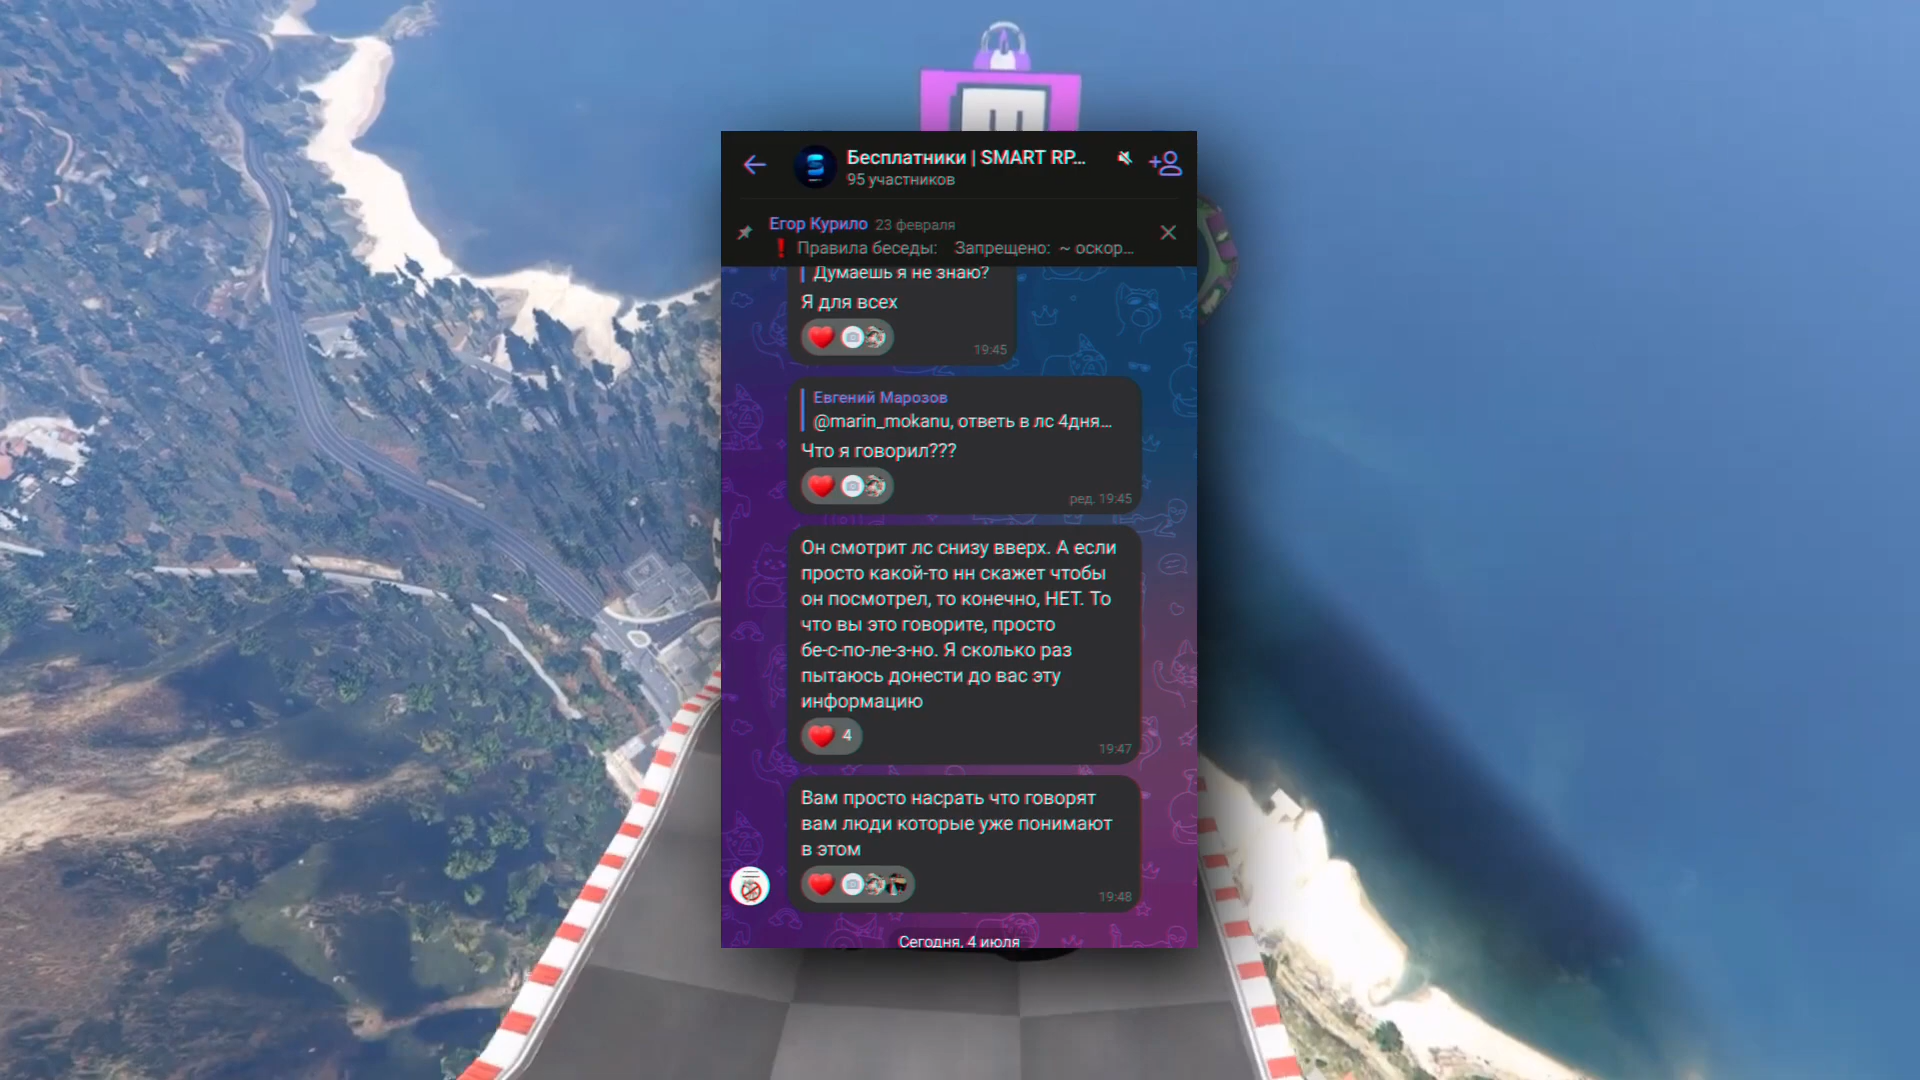 Бесплатники | SMART RP...
95 участников
Егор Курило 23 февраля
❗ Правила беседы: Запрещено: ~ оскор...
Думаешь я не знаю?
Я для всех
19:45
Евгений Марозов
@marin_mokanu, ответь в лс 4дня...
Что я говорил???
ред. 19:45
Он смотрит лс снизу вверх. А если
просто какой-то нн скажет чтобы
он посмотрел, то конечно, НЕТ. То
что вы это говорите, просто
бе-с-по-ле-з-но. Я сколько раз
пытаюсь донести до вас эту
информацию
4
19:47
Вам просто насрать что говорят
вам люди которые уже понимают
в этом
19:48
Сегодня, 4 июля